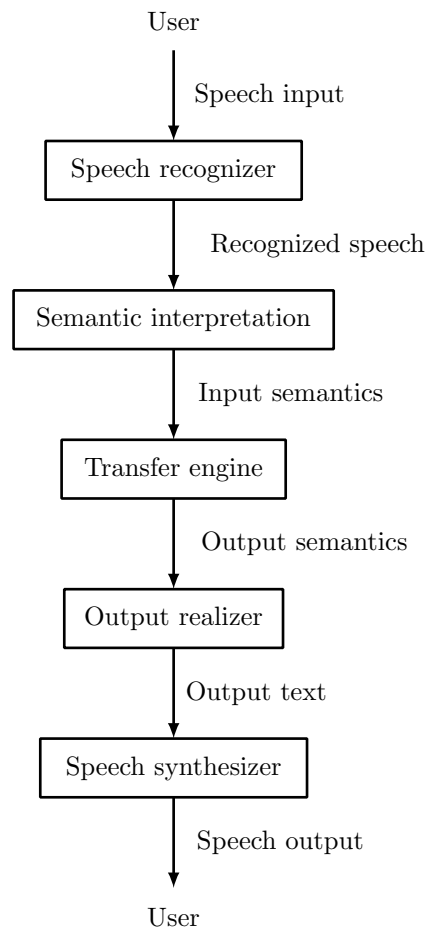 User
Speech input
Speech recognizer
Recognized speech
Semantic interpretation
Input semantics
Transfer engine
Output semantics
Output realizer
Output text
Speech synthesizer
Speech output
User